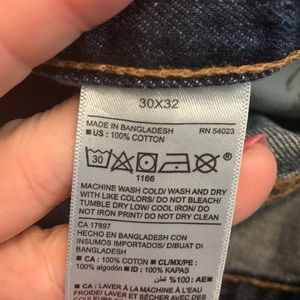 30X32
MADE IN BANGLADESH RN 54023
■ US : 100% COTTON
30
1166
MACHINE WASH COLD/ WASH AND DRY
WITH LIKE COLORS/ DO NOT BLEACH/
TUMBLE DRY LOW COOL IRON/ DO
NOT IRON PRINT/ DO NOT DRY CLEAN
CA 17897
HECHO EN BANGLADESH CON
INSUMOS IMPORTADOS/ DIBUAT DI
BANGLADESH
■ CA : 100% COTON ■ CL/MX/PE :
100% algodón ■ ID : 100% KAPAS
%100 : AE ■
CA : LAVER À LA MACHINE À L'EAU
FROIDE/ LAVER ET SÉCHER AVEC DES